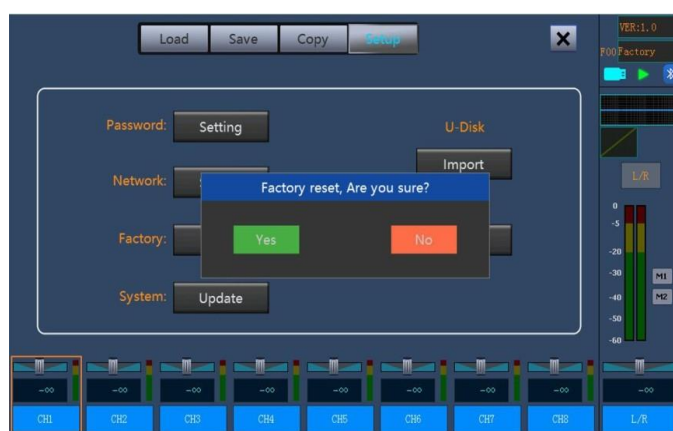 Load Save Copy Setup
VER:1.0
F00 Factory
Password: Setting
U-Disk
Import
Network:
L/R
Factory reset, Are you sure?
Yes No
Factory:
System: Update
0
-5
-20
-30 M1
-40 M2
-50
-60
-∞ -∞ -∞ -∞ -∞ -∞ -∞ -∞ -∞
CH1 CH2 CH3 CH4 CH5 CH6 CH7 CH8 L/R